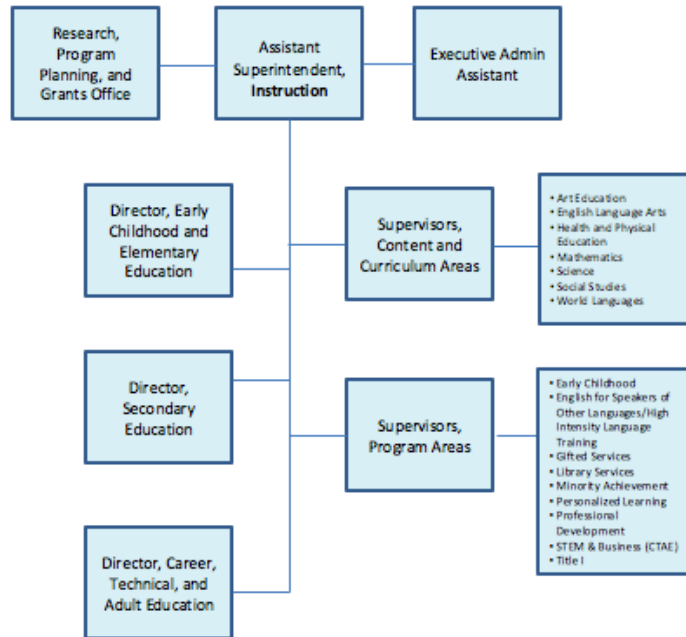 Research,
Program
Planning, and
Grants Office
Assistant
Superintendent,
Instruction
Executive Admin
Assistant
Director, Early
Childhood and
Elementary
Education
Supervisors,
Content and
Curriculum Areas
• Art Education
• English Language Arts
• Health and Physical
Education
• Mathematics
• Science
• Social Studies
• World Languages
Director,
Secondary
Education
Supervisors,
Program Areas
• Early Childhood
• English for Speakers of
Other Languages/High
Intensity Language
Training
• Gifted Services
• Library Services
• Minority Achievement
• Personalized Learning
• Professional
Development
• STEM & Business (CTAE)
• Title I
Director, Career,
Technical, and
Adult Education